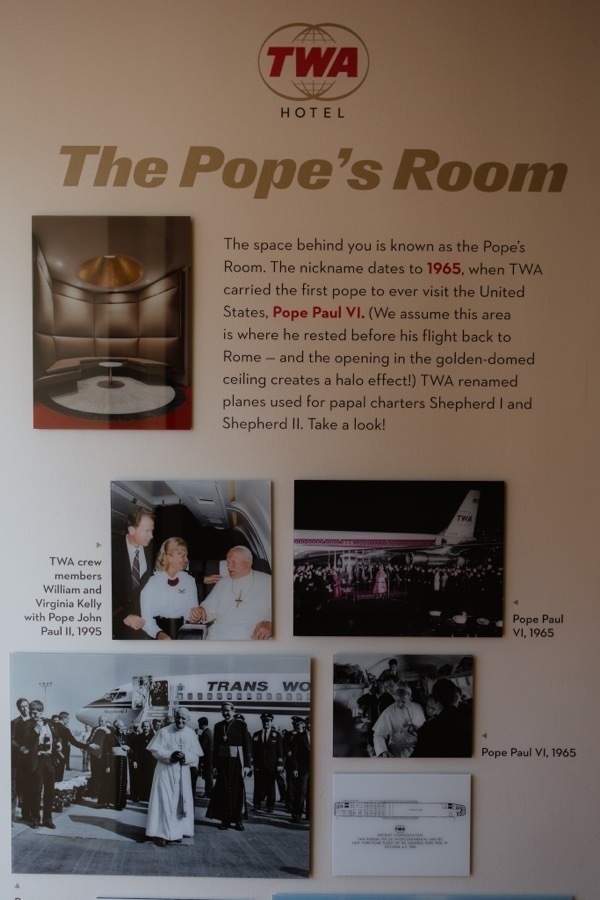 TWA
HOTEL
The Pope's Room
The space behind you is known as the Pope's
Room. The nickname dates to 1965, when TWA
carried the first pope to ever visit the United
States, Pope Paul VI. (We assume this area
is where he rested before his flight back to
Rome — and the opening in the golden-domed
ceiling creates a halo effect!) TWA renamed
planes used for papal charters Shepherd I and
Shepherd II. Take a look!
TWA crew
members
William and
Virginia Kelly
with Pope John
Paul II, 1995
TWA
Pope Paul
VI, 1965
TRANS WO
Shepherd I
Pope Paul VI, 1965
TWA